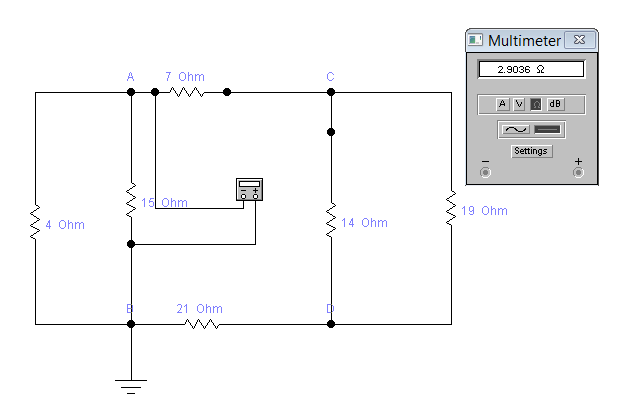 Multimeter
2.9036 Ω
A V Ω dB
Settings
− +
A 7 Ohm C
− +
4 Ohm
15 Ohm
14 Ohm
19 Ohm
B 21 Ohm D